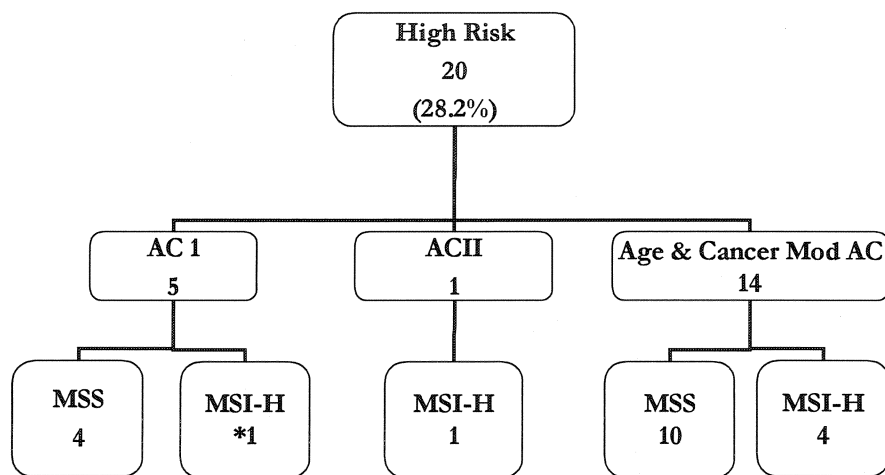 High Risk
20
(28.2%)
AC 1
5
ACII
1
Age & Cancer Mod AC
14
MSS
4
MSI-H
*1
MSI-H
1
MSS
10
MSI-H
4